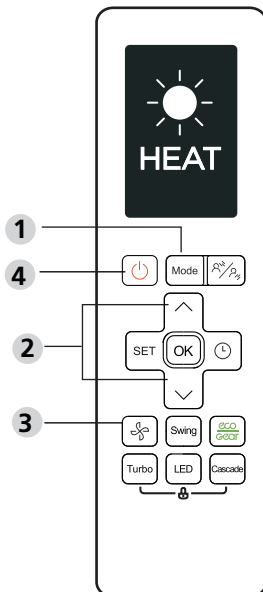 HEAT
1
4
Mode
2
SET OK
3
Swing eco
Gear
Turbo LED Cascade